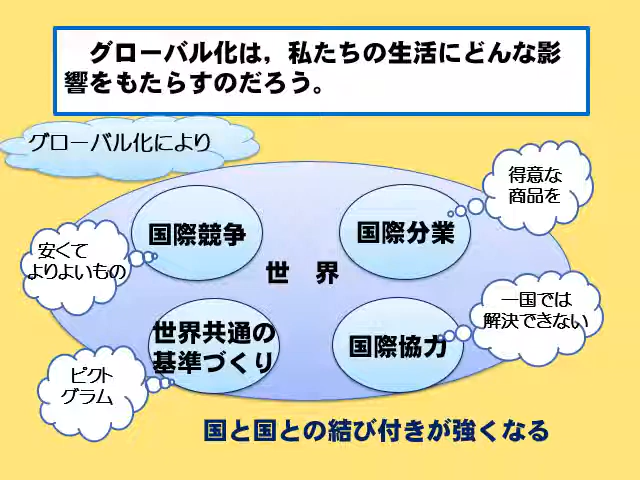 グローバル化は，私たちの生活にどんな影
響をもたらすのだろう。
グローバル化により
得意な
商品を
国際競争
国際分業
安くて
よりよいもの
世　界
一国では
解決できない
世界共通の
基準づくり
国際協力
ピクト
グラム
国と国との結び付きが強くなる